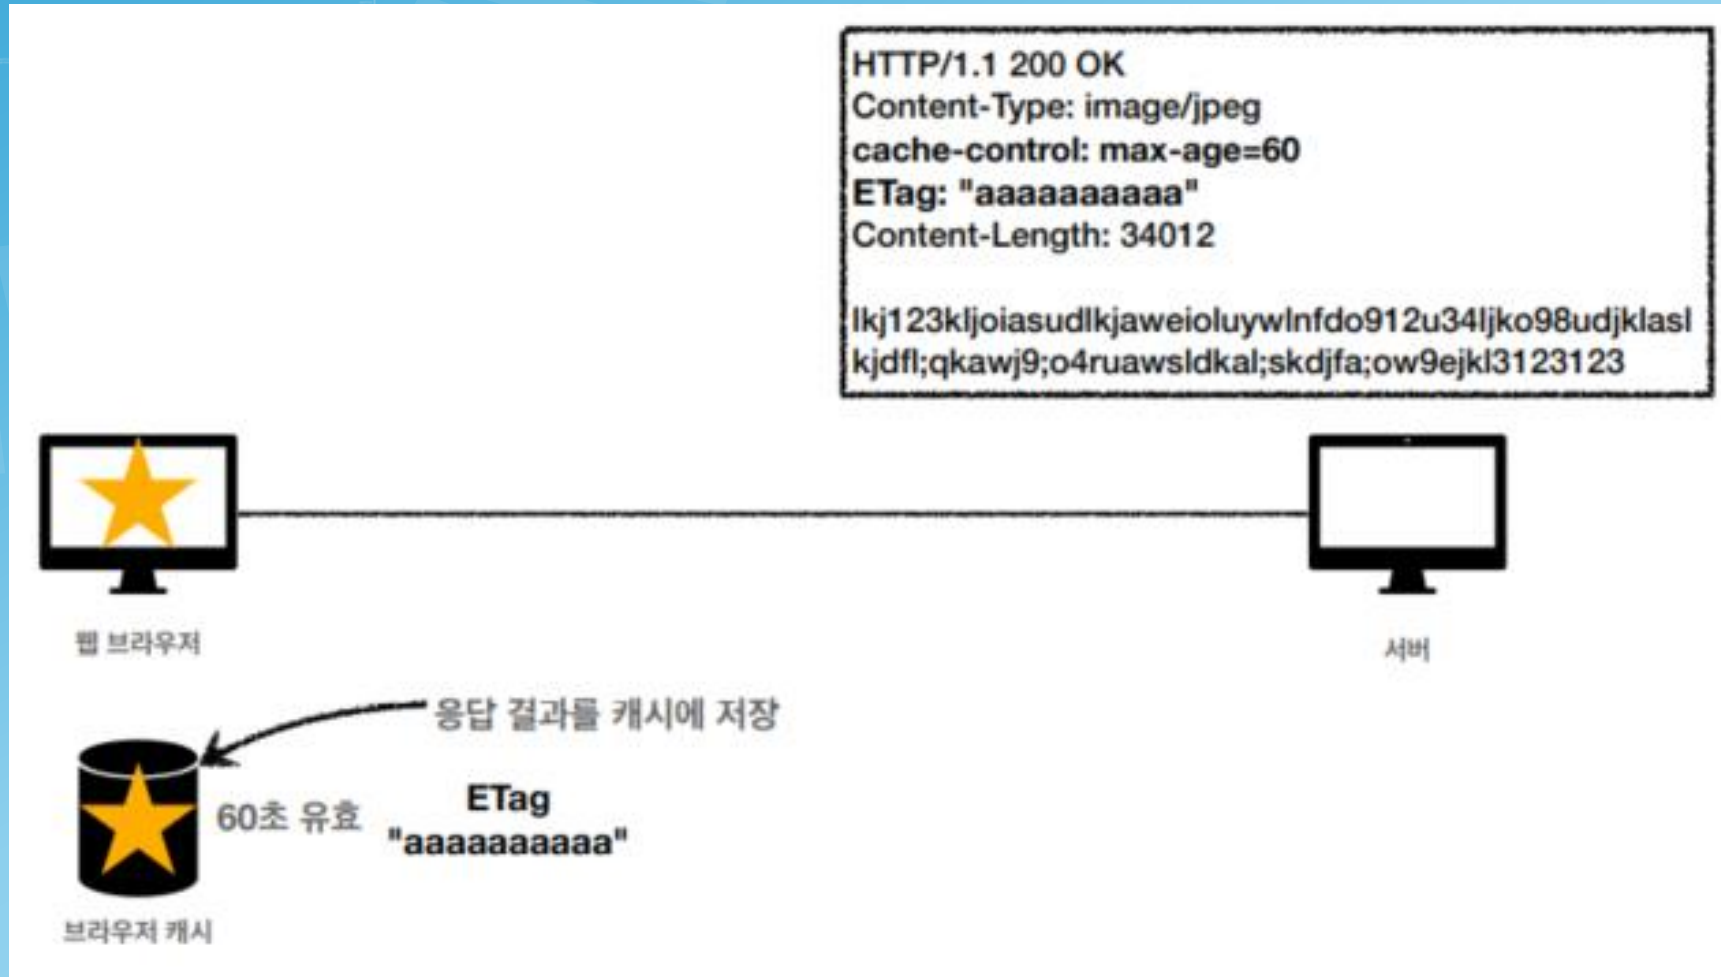 HTTP/1.1 200 OK
Content-Type: image/jpeg
cache-control: max-age=60
ETag: "aaaaaaaaaa"
Content-Length: 34012
lkj123kljoiasudlkjaweioluywlnfdo912u34ljko98udjklasl
kjdfl;qkawj9;o4ruawsldkal;skdjfa;ow9ejkl3123123
웹 브라우저
서버
응답 결과를 캐시에 저장
60초 유효
ETag
"aaaaaaaaaa"
브라우저 캐시